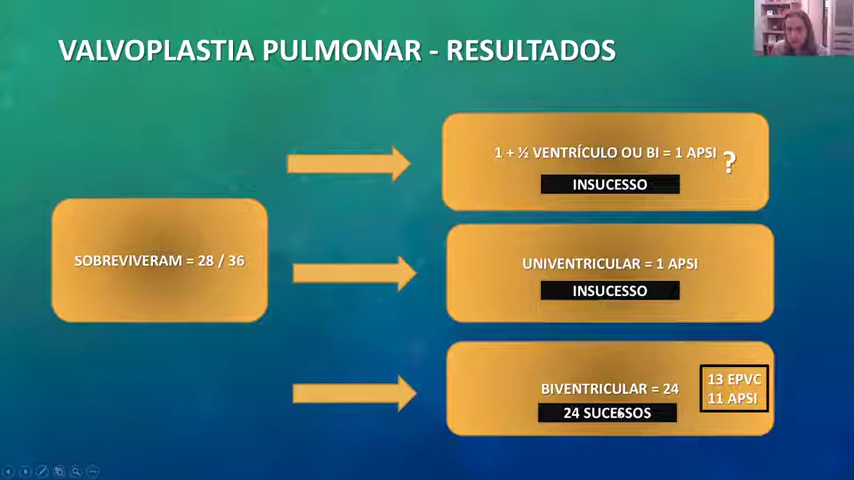 VALVOPLASTIA PULMONAR - RESULTADOS
SOBREVIVERAM = 28 / 36
1 + ½ VENTRÍCULO OU BI = 1 APSI ?
INSUCESSO
UNIVENTRICULAR = 1 APSI
INSUCESSO
BIVENTRICULAR = 24
24 SUCESSOS
13 EPVC
11 APSI